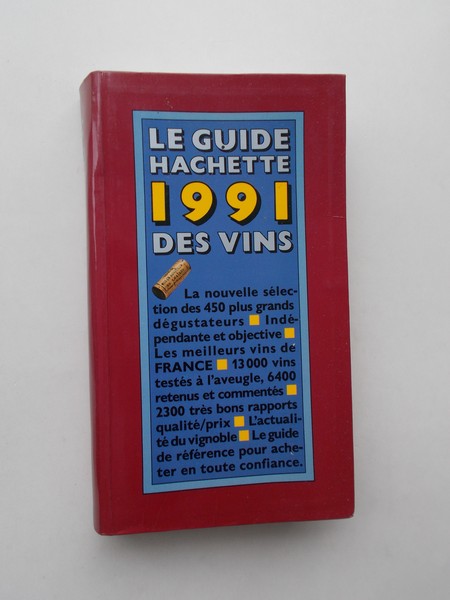 LE GUIDE
HACHETTE
1991
DES VINS
La nouvelle sélec-
tion des 450 plus grands
dégustateurs ■ Indé-
pendante et objective ■
Les meilleurs vins de
FRANCE ■ 13 000 vins
testés à l'aveugle, 6400
retenus et commentés ■
2300 très bons rapports
qualité/prix ■ L'actuali-
té du vignoble ■ Le guide
de référence pour ache-
ter en toute confiance.